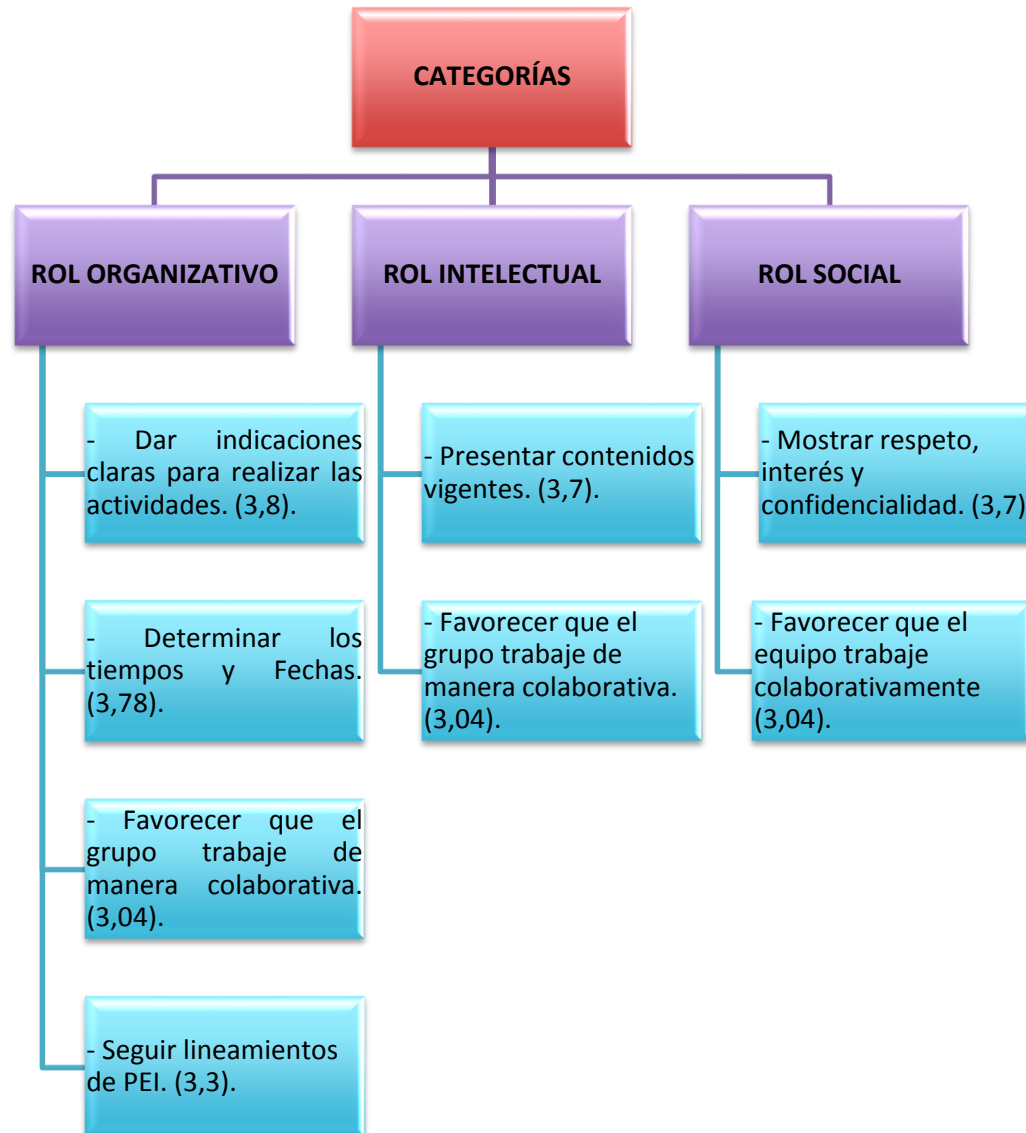 CATEGORÍAS
ROL ORGANIZATIVO
ROL INTELECTUAL
ROL SOCIAL
- Dar indicaciones
claras para realizar las
actividades. (3,8).
- Determinar los
tiempos y Fechas.
(3,78).
- Favorecer que el
grupo trabaje de
manera colaborativa.
(3,04).
- Seguir lineamientos
de PEI. (3,3).
- Presentar contenidos
vigentes. (3,7).
- Favorecer que el
grupo trabaje de
manera colaborativa.
(3,04).
- Mostrar respeto,
interés y
confidencialidad. (3,7)
- Favorecer que el
equipo trabaje
colaborativamente
(3,04).